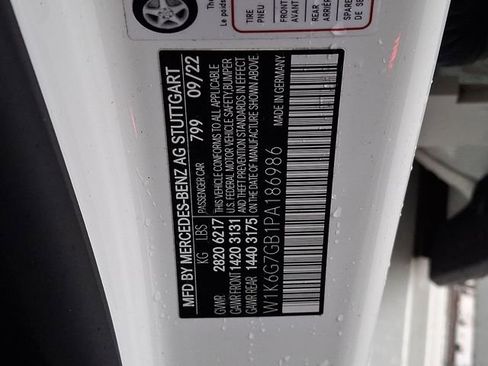 MFD BY MERCEDES-BENZ AG STUTTGART
PASSENGER CAR 799 09/22
KG LBS
GVWR 2820 6217
GAWR FRONT 1420 3131
GAWR REAR 1440 3175
THIS VEHICLE CONFORMS TO ALL APPLICABLE
U.S. FEDERAL MOTOR VEHICLE SAFETY, BUMPER
AND THEFT PREVENTION STANDARDS IN EFFECT
ON THE DATE OF MANUFACTURE SHOWN ABOVE
MADE IN GERMANY
W1K6G7GB1PA186986
TIRE
PNEU
FRONT
AVANT
REAR
ARRIÈRE
SPARE
DE SE